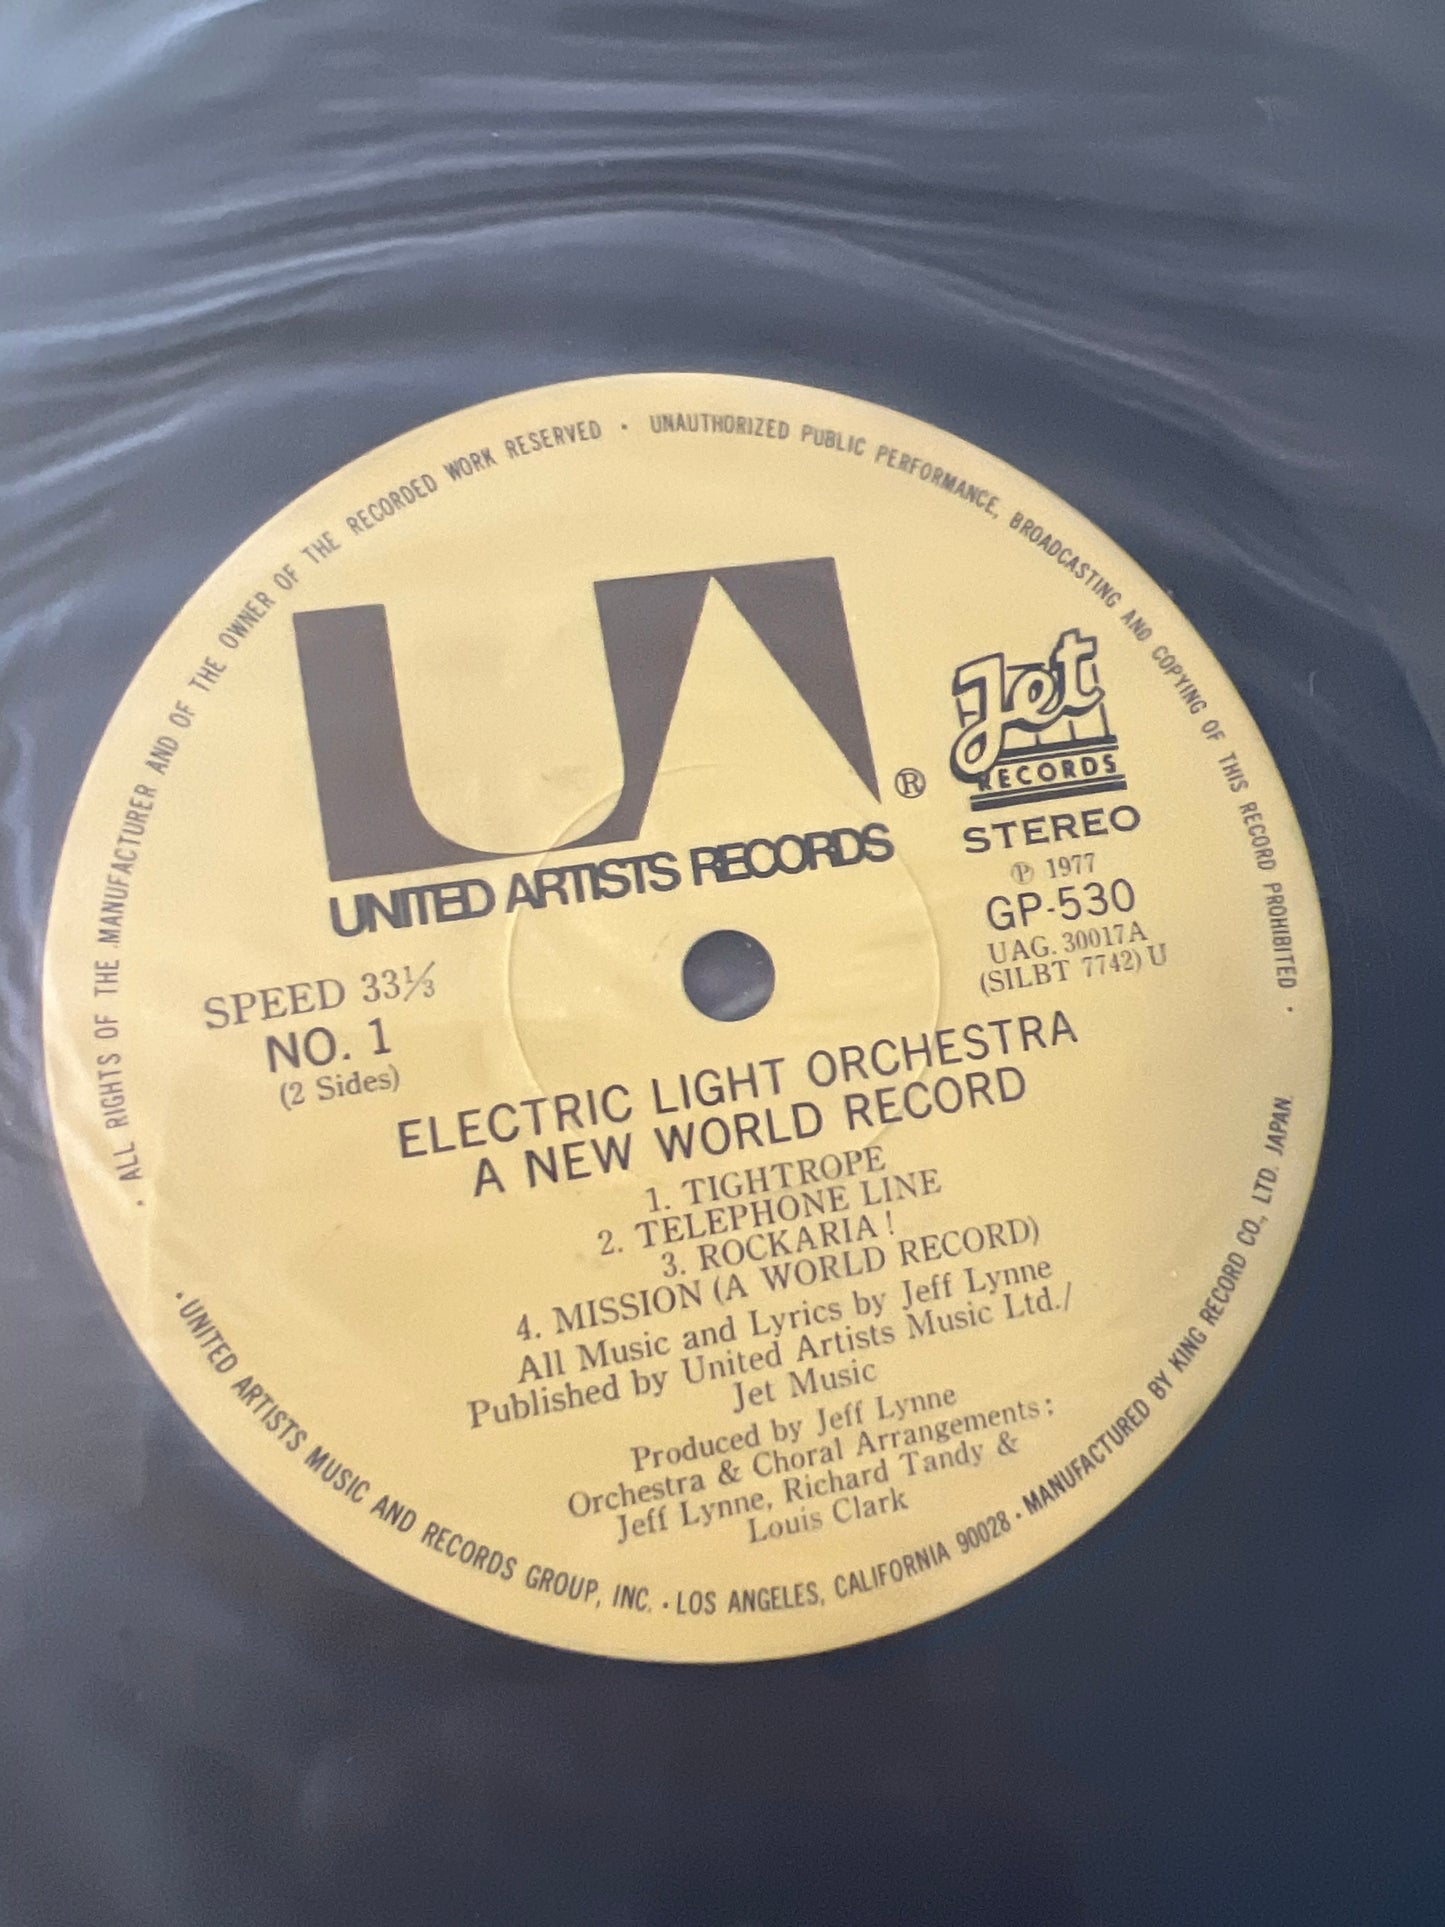 · ALL RIGHTS OF THE MANUFACTURER AND OF THE OWNER OF THE RECORDED WORK RESERVED · UNAUTHORIZED PUBLIC PERFORMANCE, BROADCASTING AND COPYING OF THIS RECORD PROHIBITED ·
UA
®
UNITED ARTISTS RECORDS
Jet
RECORDS
STEREO
℗ 1977
GP-530
UAG. 30017A
(SILBT 7742) U
SPEED 33⅓
NO. 1
(2 Sides)
ELECTRIC LIGHT ORCHESTRA
A NEW WORLD RECORD
1. TIGHTROPE
2. TELEPHONE LINE
3. ROCKARIA!
4. MISSION (A WORLD RECORD)
All Music and Lyrics by Jeff Lynne
Published by United Artists Music Ltd./
Jet Music
Produced by Jeff Lynne
Orchestra & Choral Arrangements;
Jeff Lynne, Richard Tandy &
Louis Clark
· UNITED ARTISTS MUSIC AND RECORDS GROUP, INC. · LOS ANGELES, CALIFORNIA 90028 · MANUFACTURED BY KING RECORD CO., LTD. JAPAN.